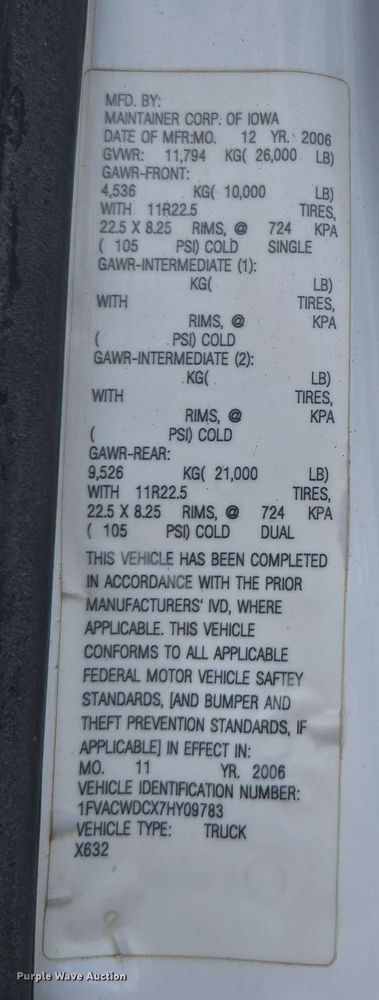 MFD. BY:
MAINTAINER CORP. OF IOWA
DATE OF MFR:MO. 12 YR. 2006
GVWR: 11,794 KG( 26,000 LB)
GAWR-FRONT:
4,536 KG( 10,000 LB)
WITH 11R22.5 TIRES,
22.5 X 8.25 RIMS, @ 724 KPA
( 105 PSI) COLD SINGLE
GAWR-INTERMEDIATE (1):
KG( LB)
WITH TIRES,
RIMS, @ KPA
( PSI) COLD
GAWR-INTERMEDIATE (2):
KG( LB)
WITH TIRES,
RIMS, @ KPA
( PSI) COLD
GAWR-REAR:
9,526 KG( 21,000 LB)
WITH 11R22.5 TIRES,
22.5 X 8.25 RIMS, @ 724 KPA
( 105 PSI) COLD DUAL
THIS VEHICLE HAS BEEN COMPLETED
IN ACCORDANCE WITH THE PRIOR
MANUFACTURERS' IVD, WHERE
APPLICABLE. THIS VEHICLE
CONFORMS TO ALL APPLICABLE
FEDERAL MOTOR VEHICLE SAFTEY
STANDARDS, [AND BUMPER AND
THEFT PREVENTION STANDARDS, IF
APPLICABLE] IN EFFECT IN:
MO. 11 YR. 2006
VEHICLE IDENTIFICATION NUMBER:
1FVACWDCX7HY09783
VEHICLE TYPE: TRUCK
X632
Purple Wave Auction